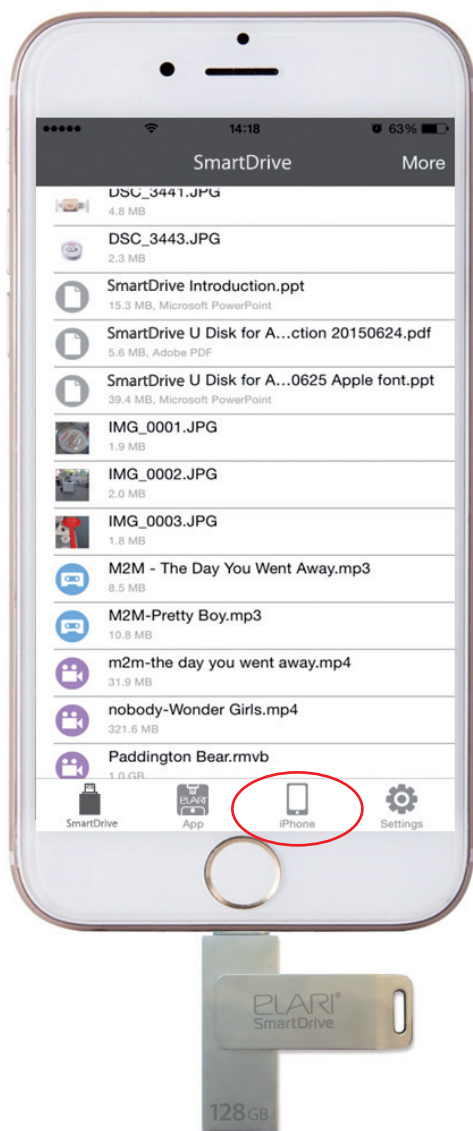 14:18 63%
SmartDrive More
DSC_3441.JPG
4.8 MB
DSC_3443.JPG
2.3 MB
SmartDrive Introduction.ppt
15.3 MB, Microsoft PowerPoint
SmartDrive U Disk for A...ction 20150624.pdf
5.6 MB, Adobe PDF
SmartDrive U Disk for A...0625 Apple font.ppt
39.4 MB, Microsoft PowerPoint
IMG_0001.JPG
1.9 MB
IMG_0002.JPG
2.0 MB
IMG_0003.JPG
1.8 MB
M2M - The Day You Went Away.mp3
8.5 MB
M2M-Pretty Boy.mp3
10.8 MB
m2m-the day you went away.mp4
31.9 MB
nobody-Wonder Girls.mp4
321.6 MB
Paddington Bear.rmvb
1.0 GB
ELARI
SmartDrive App iPhone Settings
ELARI®
SmartDrive
128 GB